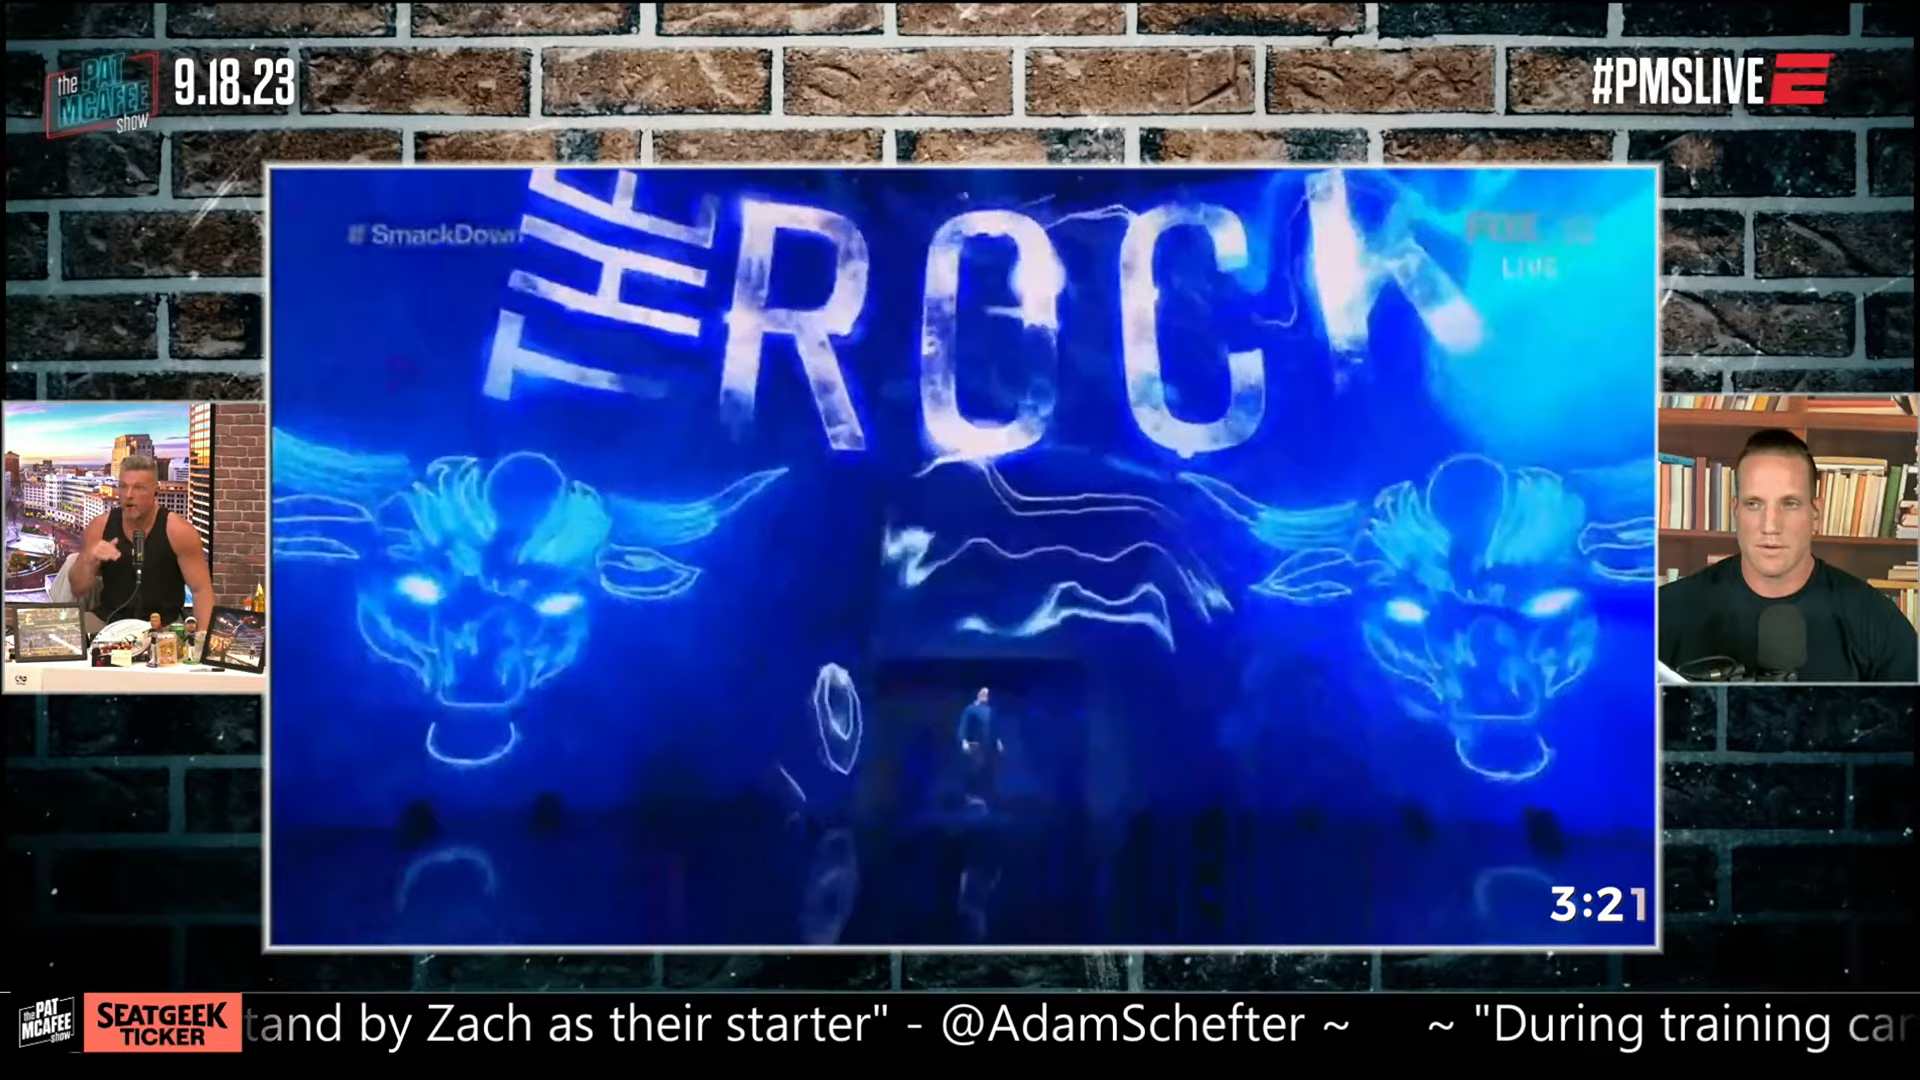 the PAT
MCAFEE
show
9.18.23
#PMSLIVE
# SmackDown
THE
ROCK
LIVE
3:21
the PAT
MCAFEE
show
SEATGEEK
TICKER
tand by Zach as their starter" - @AdamSchefter ~ ~ "During training can